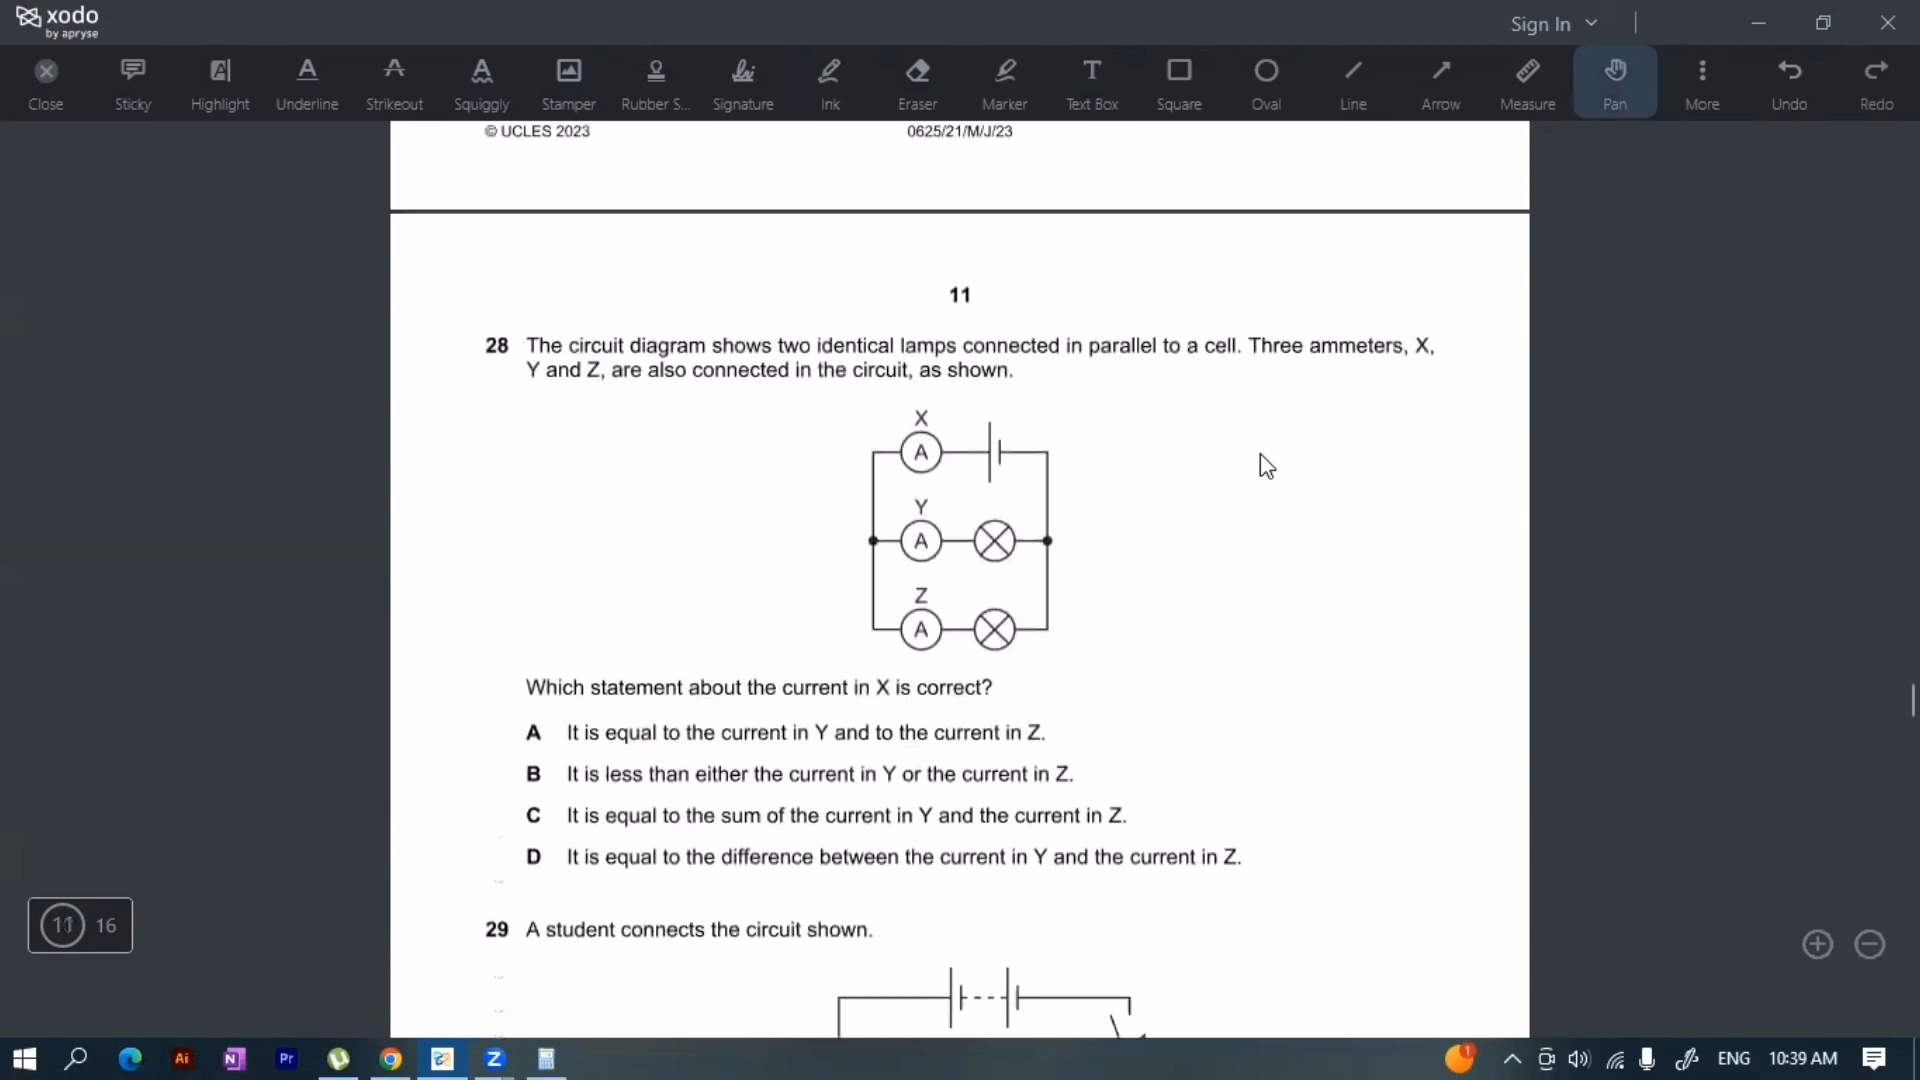 xodo
by apryse
Sign In
Close
Sticky
Highlight
Underline
Strikeout
Squiggly
Stamper
Rubber S...
Signature
Ink
Eraser
Marker
Text Box
Square
Oval
Line
Arrow
Measure
Pan
More
Undo
Redo
© UCLES 2023
0625/21/M/J/23
11
28 The circuit diagram shows two identical lamps connected in parallel to a cell. Three ammeters, X,
Y and Z, are also connected in the circuit, as shown.
X
A
Y
A
Z
A
Which statement about the current in X is correct?
A It is equal to the current in Y and to the current in Z.
B It is less than either the current in Y or the current in Z.
C It is equal to the sum of the current in Y and the current in Z.
D It is equal to the difference between the current in Y and the current in Z.
29 A student connects the circuit shown.
16
Ai
N
Pr
Z
1
ENG
10:39 AM